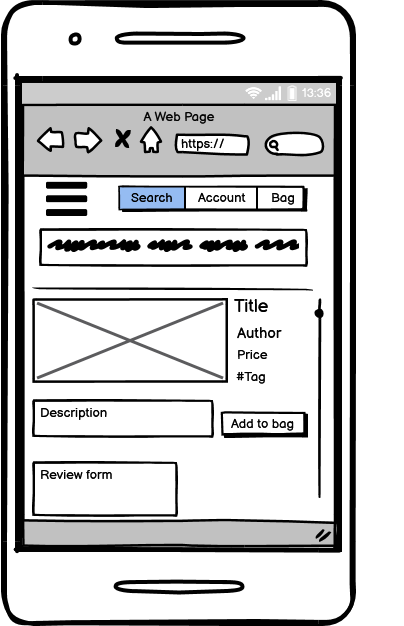 13:36
A Web Page
https://
Search Account Bag
Title
Author
Price
#Tag
Description
Add to bag
Review form